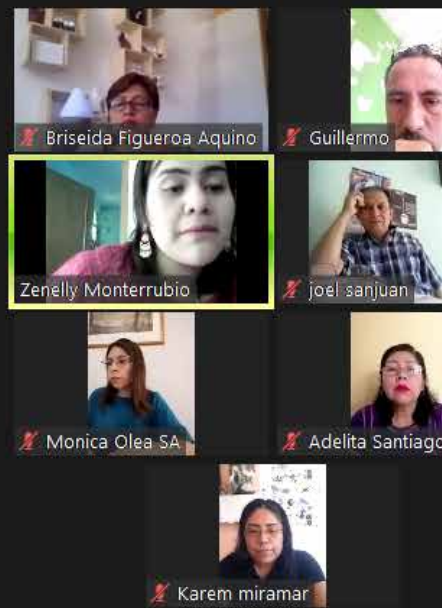 Briseida Figueroa Aquino
Guillermo
Zenelly Monterrubio
joel sanjuan
Monica Olea SA
Adelita Santiago
Karem miramar